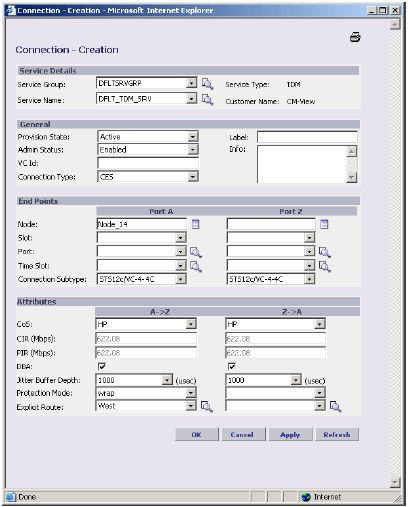 Connection - Creation - Microsoft Internet Explorer
Connection - Creation
Service Details
Service Group: DFLTSRVGRP Service Type: TDM
Service Name: DFLT_TDM_SRV Customer Name: CM-View
General
Provision State: Active Label:
Admin Status: Enabled Info:
VC Id:
Connection Type: CES
End Points
Port A Port Z
Node: Node_14
Slot:
Port:
Time Slot:
Connection Subtype: STS12c/VC-4-4C STS12c/VC-4-4C
Attributes
A->Z Z->A
CoS: HP HP
CIR (Mbps): 622.08 622.08
PIR (Mbps): 622.08 622.08
DBA:
Jitter Buffer Depth: 1000 (usec) 1000 (usec)
Protection Mode: wrap
Explicit Route: West
OK Cancel Apply Refresh
Done Internet